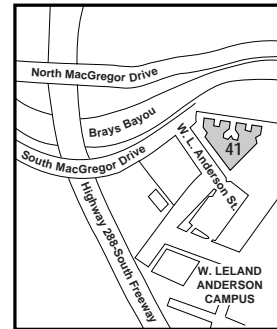 North MacGregor Drive
Brays Bayou
South MacGregor Drive
W. L. Anderson St.
41
Highway 288-South Freeway
W. LELAND
ANDERSON
CAMPUS